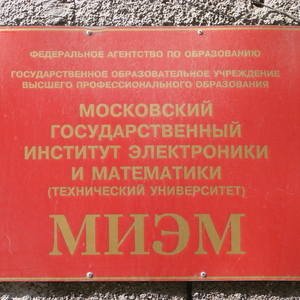 ФЕДЕРАЛЬНОЕ АГЕНТСТВО ПО ОБРАЗОВАНИЮ
ГОСУДАРСТВЕННОЕ ОБРАЗОВАТЕЛЬНОЕ УЧРЕЖДЕНИЕ
ВЫСШЕГО ПРОФЕССИОНАЛЬНОГО ОБРАЗОВАНИЯ
МОСКОВСКИЙ
ГОСУДАРСТВЕННЫЙ
ИНСТИТУТ ЭЛЕКТРОНИКИ
И МАТЕМАТИКИ
(ТЕХНИЧЕСКИЙ УНИВЕРСИТЕТ)
МИЭМ